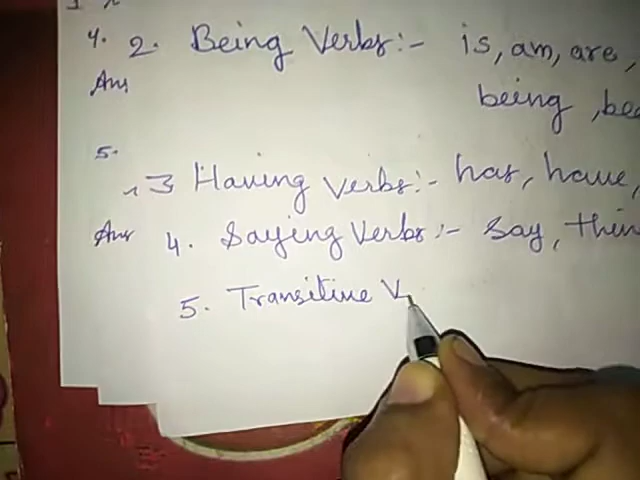 4. 2. Being Verbs:- is, am, are,
Ans
being, bee
5.
3 Having Verbs:- has, have,
Ans 4. Saying Verbs:- Say, thin
5. Transitive V